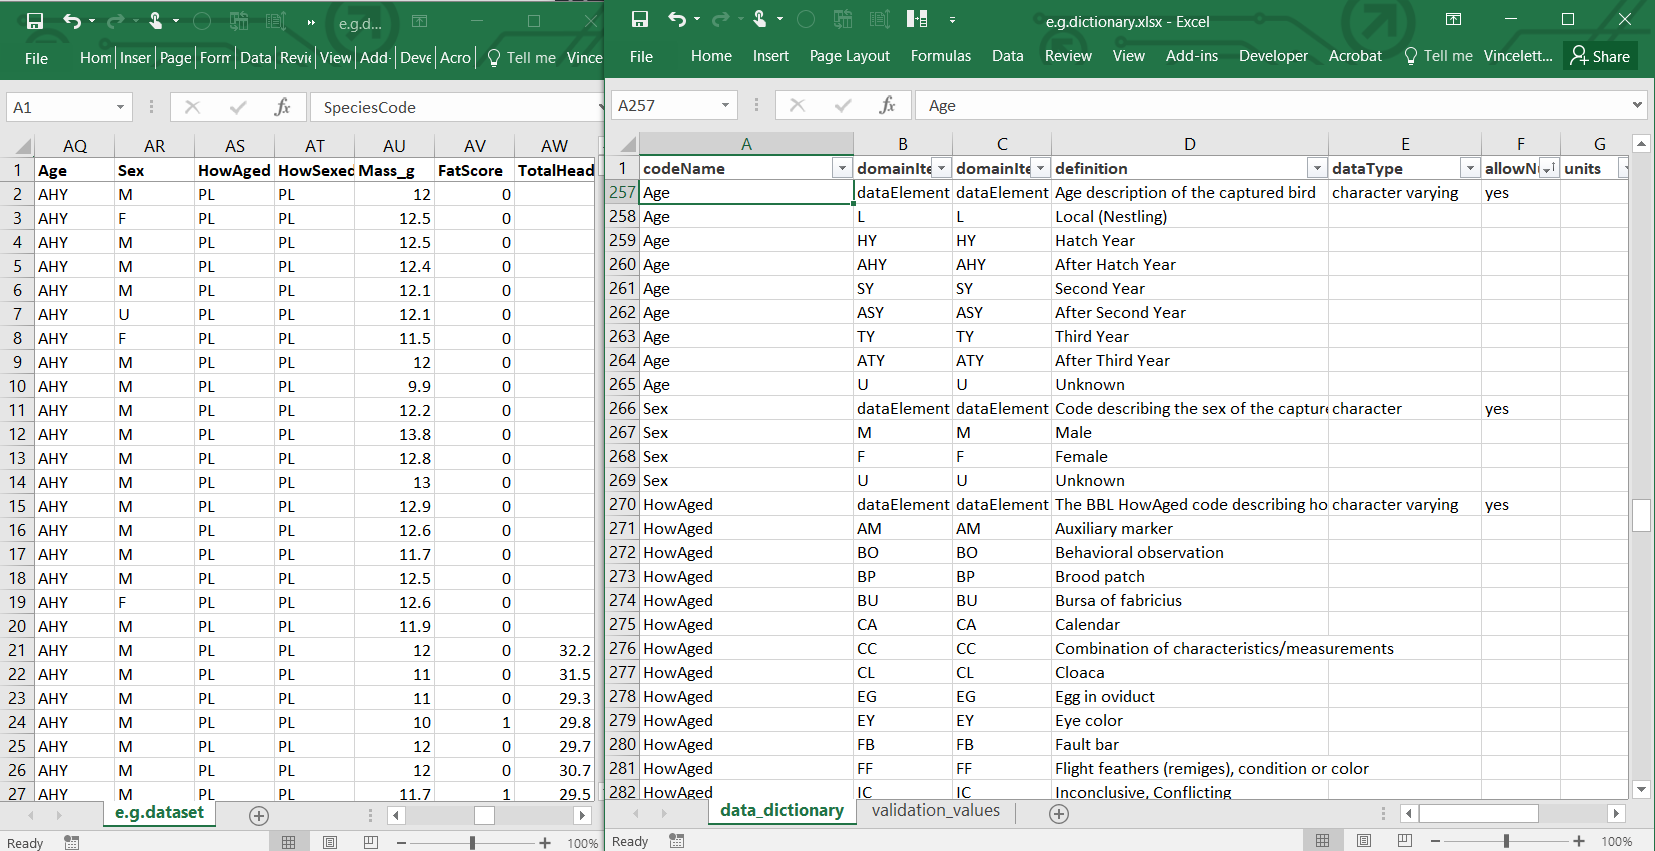 e.g.d...
File Hom Inser Page Forr Data Revi View Add- Deve Acro Tell me Vince
A1 fx SpeciesCode
AQ AR AS AT AU AV AW
1 Age Sex HowAged HowSexed Mass_g FatScore TotalHead
2 AHY M PL PL 12 0
3 AHY F PL PL 12.5 0
4 AHY M PL PL 12.5 0
5 AHY M PL PL 12.4 0
6 AHY M PL PL 12.1 0
7 AHY U PL PL 12.1 0
8 AHY F PL PL 11.5 0
9 AHY M PL PL 12 0
10 AHY M PL PL 9.9 0
11 AHY M PL PL 12.2 0
12 AHY M PL PL 13.8 0
13 AHY M PL PL 12.8 0
14 AHY M PL PL 13 0
15 AHY M PL PL 12.9 0
16 AHY M PL PL 12.6 0
17 AHY M PL PL 11.7 0
18 AHY M PL PL 12.5 0
19 AHY F PL PL 12.6 0
20 AHY M PL PL 11.9 0
21 AHY M PL PL 12 0 32.2
22 AHY M PL PL 11 0 31.5
23 AHY M PL PL 11 0 29.3
24 AHY M PL PL 10 1 29.8
25 AHY M PL PL 12 0 29.7
26 AHY M PL PL 12 0 30.7
27 AHY M PL PL 11.7 1 29.5
e.g.dataset
Ready 100%
e.g.dictionary.xlsx - Excel
File Home Insert Page Layout Formulas Data Review View Add-ins Developer Acrobat Tell me Vincelett... Share
A257 fx Age
A B C D E F G
1 codeName domainIte domainIte definition dataType allowN units
257 Age dataElement dataElement Age description of the captured bird character varying yes
258 Age L L Local (Nestling)
259 Age HY HY Hatch Year
260 Age AHY AHY After Hatch Year
261 Age SY SY Second Year
262 Age ASY ASY After Second Year
263 Age TY TY Third Year
264 Age ATY ATY After Third Year
265 Age U U Unknown
266 Sex dataElement dataElement Code describing the sex of the capture character yes
267 Sex M M Male
268 Sex F F Female
269 Sex U U Unknown
270 HowAged dataElement dataElement The BBL HowAged code describing ho character varying yes
271 HowAged AM AM Auxiliary marker
272 HowAged BO BO Behavioral observation
273 HowAged BP BP Brood patch
274 HowAged BU BU Bursa of fabricius
275 HowAged CA CA Calendar
276 HowAged CC CC Combination of characteristics/measurements
277 HowAged CL CL Cloaca
278 HowAged EG EG Egg in oviduct
279 HowAged EY EY Eye color
280 HowAged FB FB Fault bar
281 HowAged FF FF Flight feathers (remiges), condition or color
282 HowAged IC IC Inconclusive, Conflicting
data_dictionary validation_values
Ready 100%